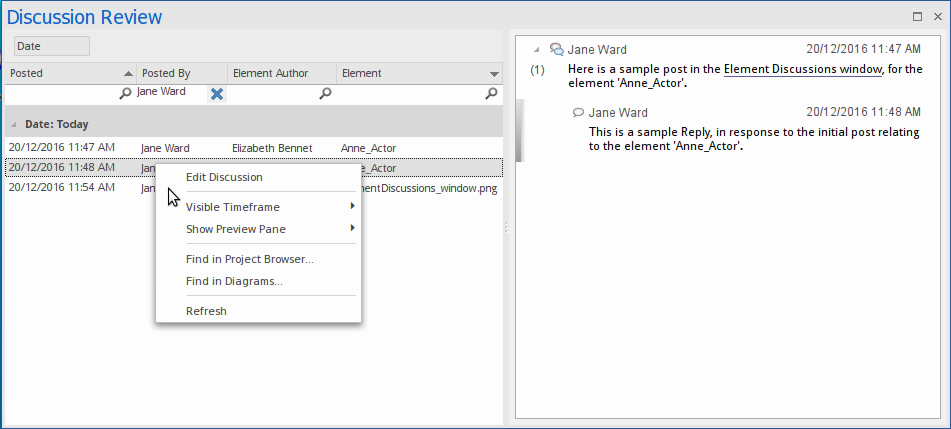 Discussion Review
Date
Posted Posted By Element Author Element
Jane Ward
Date: Today
20/12/2016 11:47 AM Jane Ward Elizabeth Bennet Anne_Actor
20/12/2016 11:48 AM Jan e_Actor
20/12/2016 11:54 AM Jan entDiscussions_window.png
Edit Discussion
Visible Timeframe
Show Preview Pane
Find in Project Browser...
Find in Diagrams...
Refresh
Jane Ward 20/12/2016 11:47 AM
(1) Here is a sample post in the Element Discussions window, for the
element 'Anne_Actor'.
Jane Ward 20/12/2016 11:48 AM
This is a sample Reply, in response to the initial post relating
to the element 'Anne_Actor'.